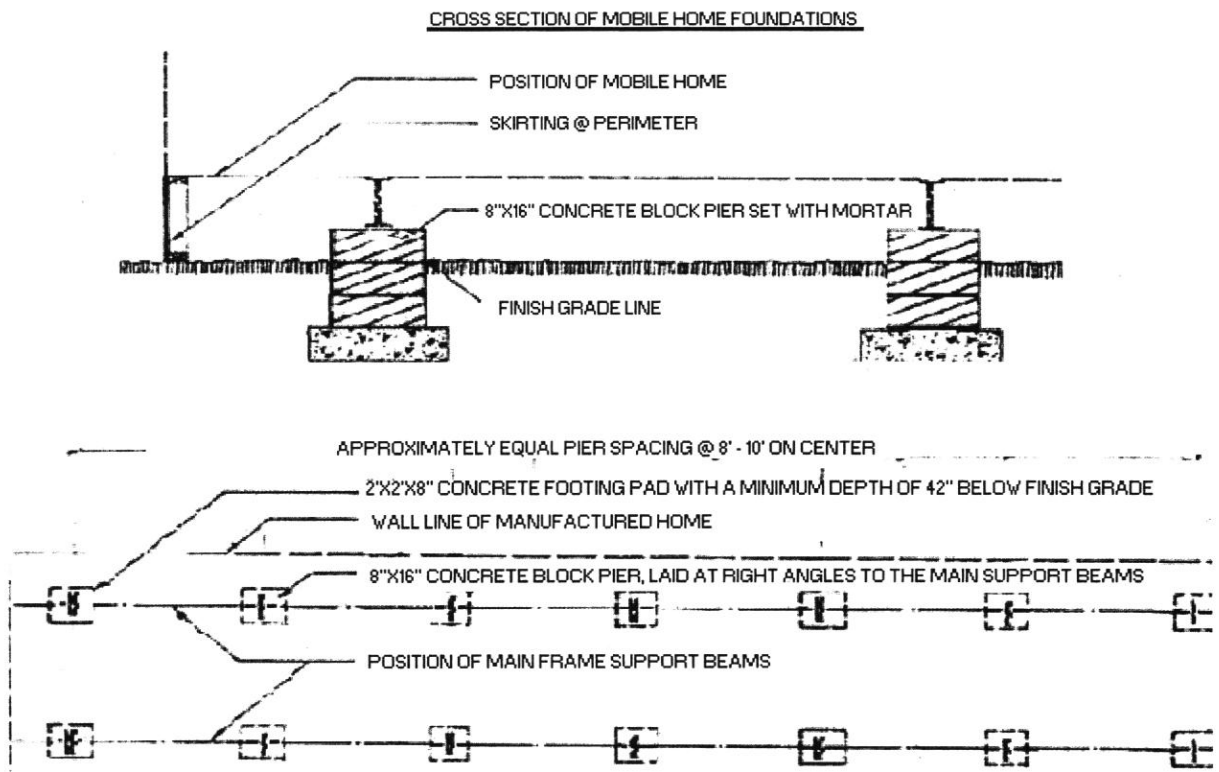 CROSS SECTION OF MOBILE HOME FOUNDATIONS
POSITION OF MOBILE HOME
SKIRTING @ PERIMETER
8"X16" CONCRETE BLOCK PIER SET WITH MORTAR
FINISH GRADE LINE
APPROXIMATELY EQUAL PIER SPACING @ 8' - 10' ON CENTER
2'X2'X8" CONCRETE FOOTING PAD WITH A MINIMUM DEPTH OF 42" BELOW FINISH GRADE
WALL LINE OF MANUFACTURED HOME
8"X16" CONCRETE BLOCK PIER, LAID AT RIGHT ANGLES TO THE MAIN SUPPORT BEAMS
POSITION OF MAIN FRAME SUPPORT BEAMS